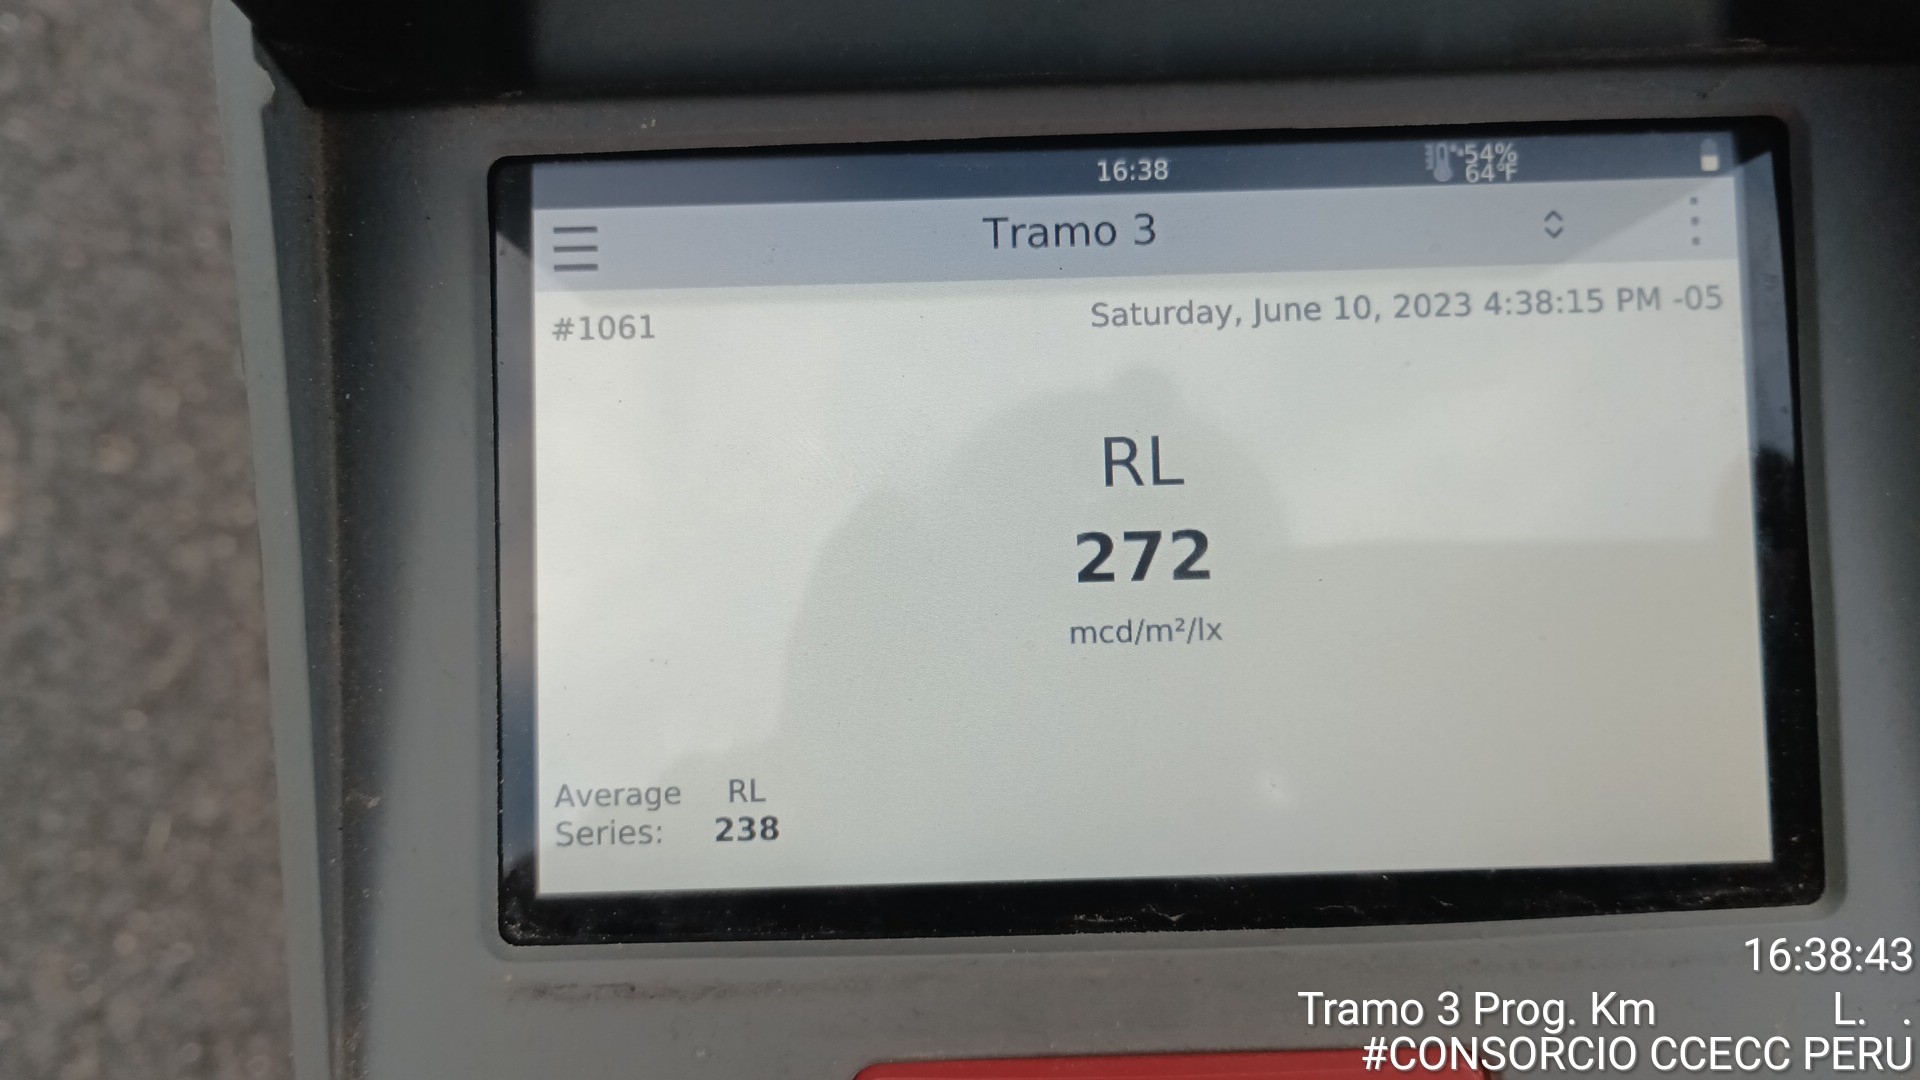 16:38
54%
64°F
Tramo 3
#1061
Saturday, June 10, 2023 4:38:15 PM -05
RL
272
mcd/m²/lx
Average RL
Series: 238
16:38:43
Tramo 3 Prog. Km L. .
#CONSORCIO CCECC PERU